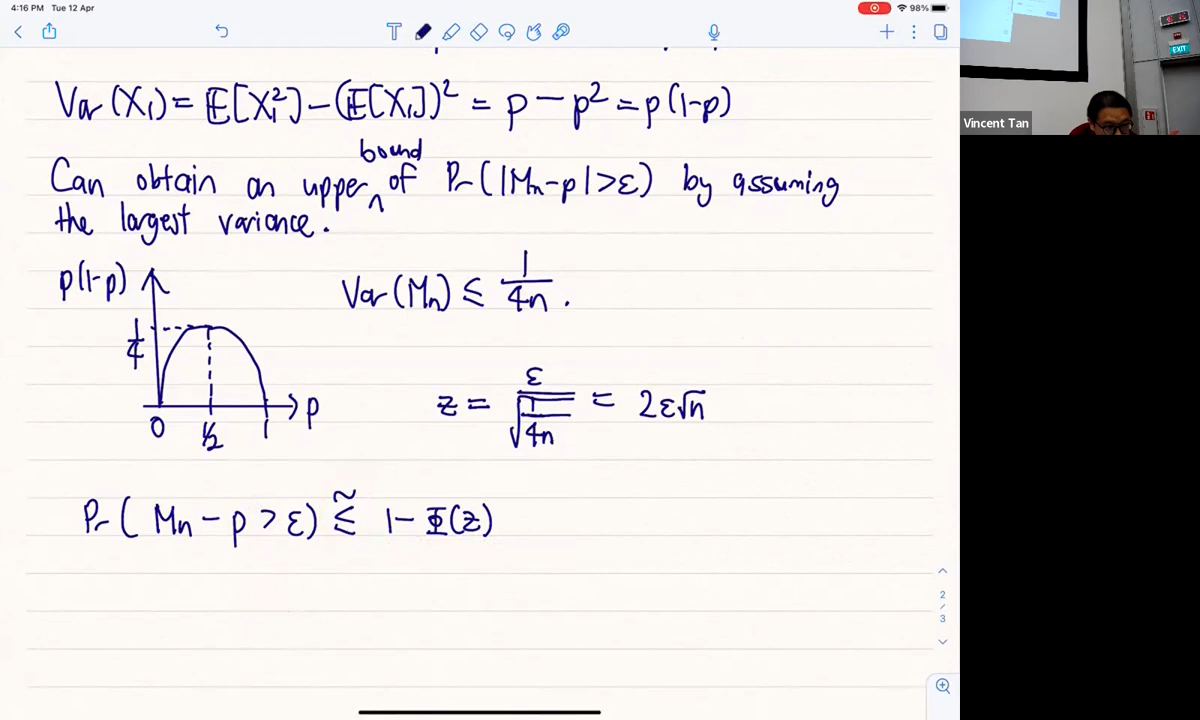 4:16 PM Tue 12 Apr
98%
Var(X₁) = 𝔼[X₁²] − (𝔼[X₁])² = p − p² = p(1-p)
bound
Can obtain an upper ∧ of Pr(|Mn-p|>ε) by assuming
the largest variance.
p(1-p)
Var(Mn) ≤ 1/4n .
1/4
z = ε/√(1/4n) = 2ε√n
0 1/2 1 p
Pr( Mn − p > ε) ≲ 1 − Φ(z)
2
/
3
Vincent Tan
EXIT